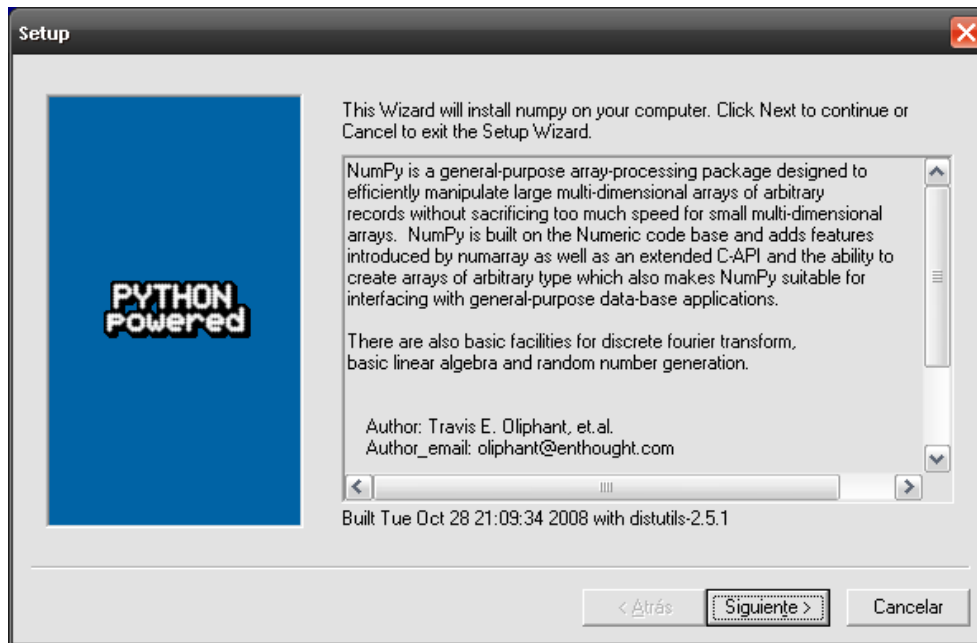 Setup
This Wizard will install numpy on your computer. Click Next to continue or
Cancel to exit the Setup Wizard.
NumPy is a general-purpose array-processing package designed to
efficiently manipulate large multi-dimensional arrays of arbitrary
records without sacrificing too much speed for small multi-dimensional
arrays.  NumPy is built on the Numeric code base and adds features
introduced by numarray as well as an extended C-API and the ability to
create arrays of arbitrary type which also makes NumPy suitable for
interfacing with general-purpose data-base applications.
There are also basic facilities for discrete fourier transform,
basic linear algebra and random number generation.
Author: Travis E. Oliphant, et.al.
Author_email: oliphant@enthought.com
PYTHON
Powered
Built Tue Oct 28 21:09:34 2008 with distutils-2.5.1
< Atrás
Siguiente >
Cancelar